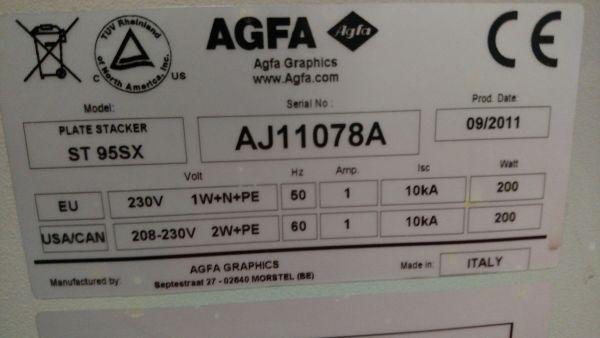 TUV Rheinland
of North America, Inc.
C US
AGFA Agfa
CE
Agfa Graphics
www.Agfa.com
Model: Serial No : Prod. Date:
PLATE STACKER
ST 95SX
AJ11078A
09/2011
Volt Hz Amp. Isc Watt
EU 230V 1W+N+PE 50 1 10kA 200
USA/CAN 208-230V 2W+PE 60 1 10kA 200
Manufactured by: AGFA GRAPHICS
Septestraat 27 - 02640 MORSTEL (BE)
Made in: ITALY